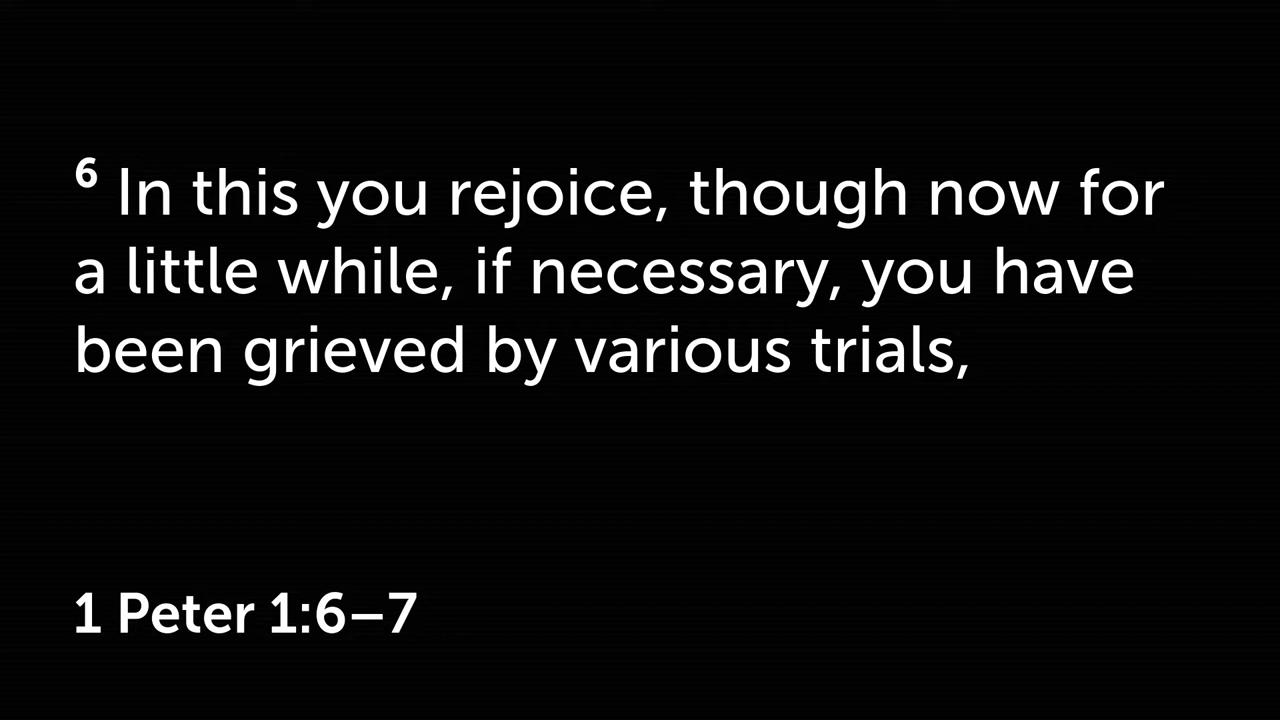 6 In this you rejoice, though now for
a little while, if necessary, you have
been grieved by various trials,
1 Peter 1:6–7